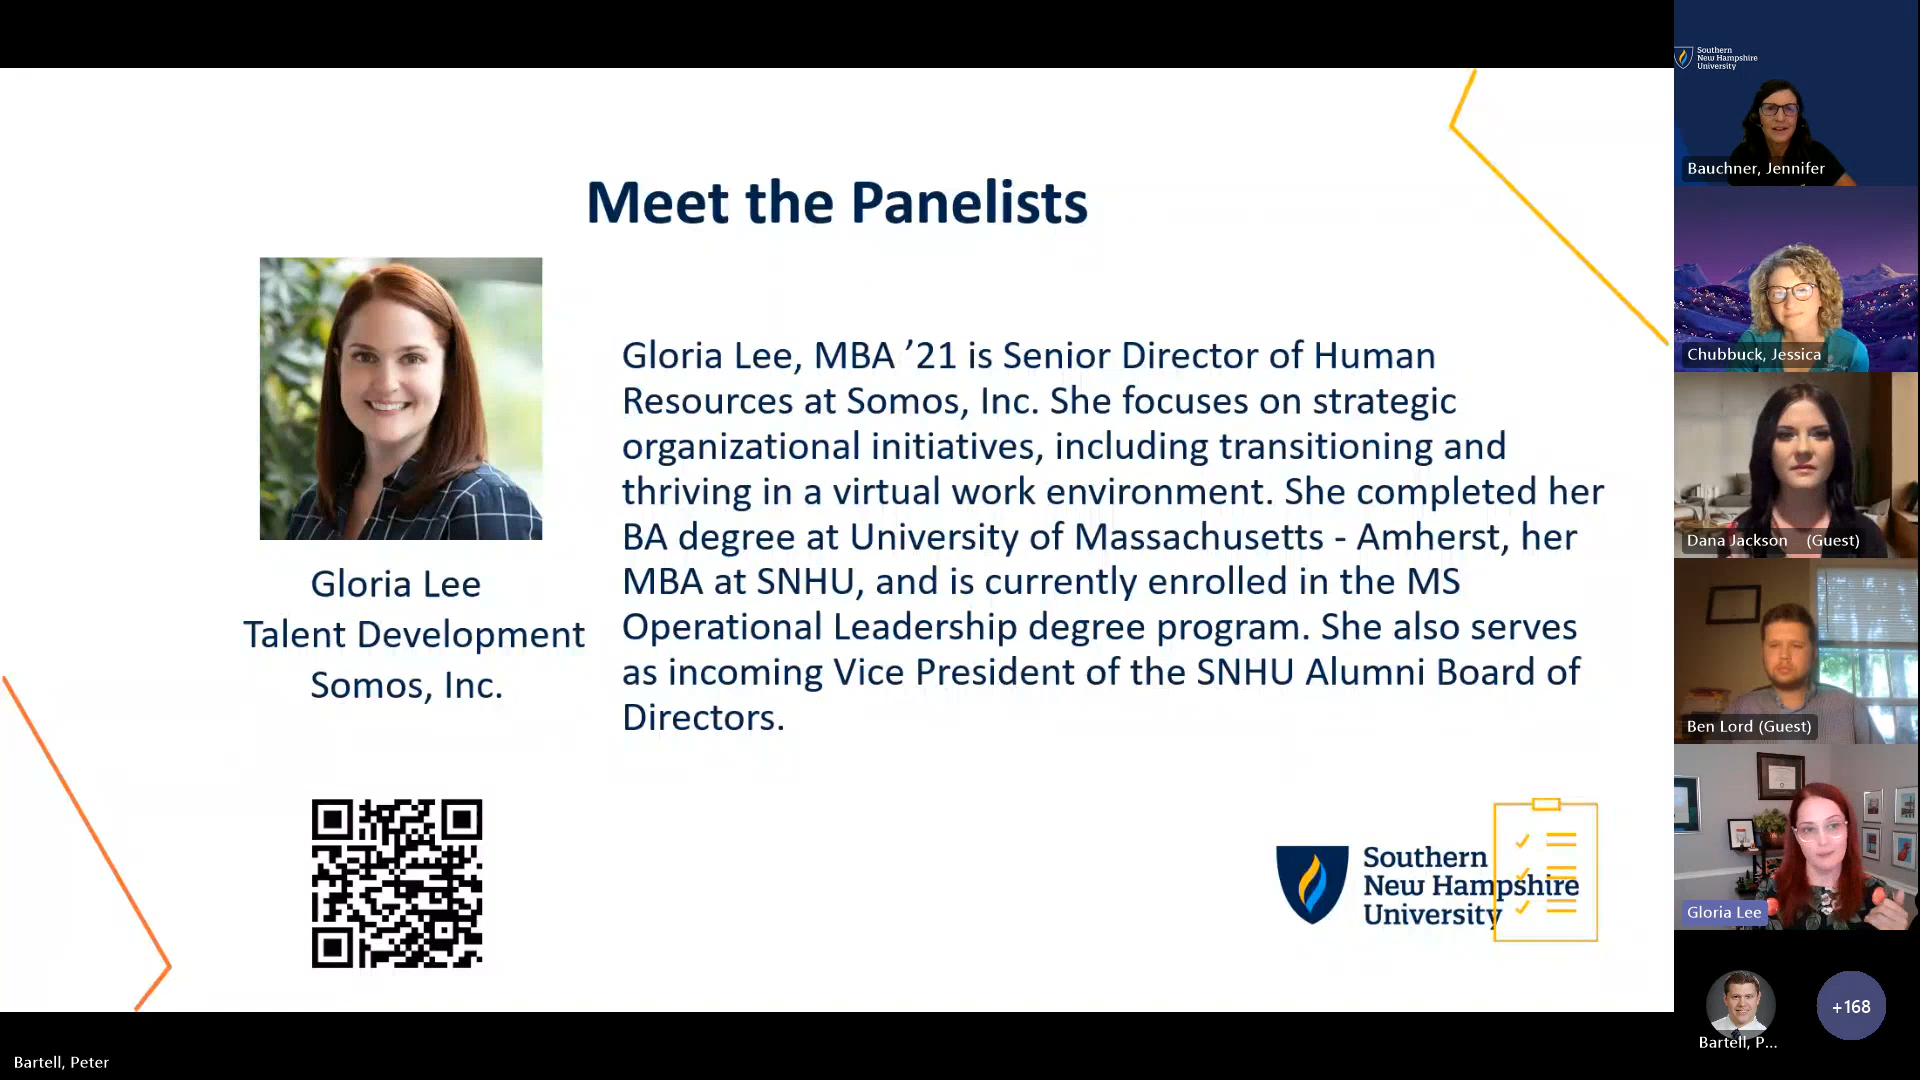 Meet the Panelists
Gloria Lee, MBA ’21 is Senior Director of Human
Resources at Somos, Inc. She focuses on strategic
organizational initiatives, including transitioning and
thriving in a virtual work environment. She completed her
BA degree at University of Massachusetts - Amherst, her
MBA at SNHU, and is currently enrolled in the MS
Operational Leadership degree program. She also serves
as incoming Vice President of the SNHU Alumni Board of
Directors.
Gloria Lee
Talent Development
Somos, Inc.
Southern
New Hampshire
University
Southern
New Hampshire
University
Bauchner, Jennifer
Chubbuck, Jessica
Dana Jackson (Guest)
Ben Lord (Guest)
Gloria Lee
Bartell, P...
+168
Bartell, Peter